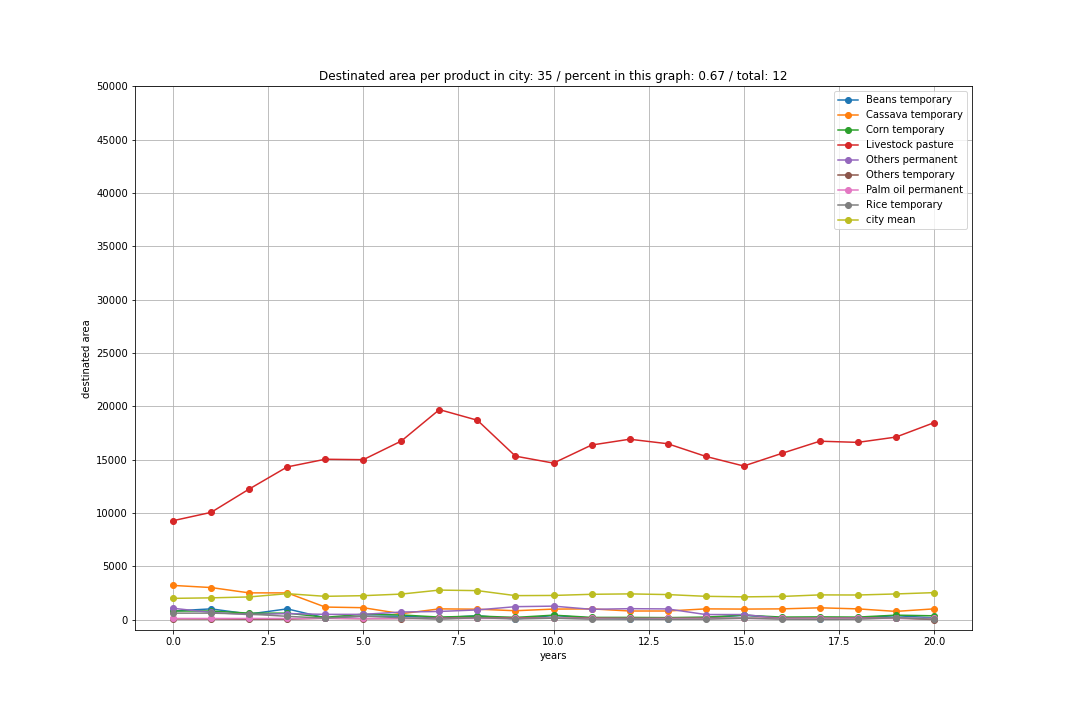 Destinated area per product in city: 35 / percent in this graph: 0.67 / total: 12
50000
45000
40000
35000
30000
25000
20000
15000
10000
5000
0
destinated area
Beans temporary
Cassava temporary
Corn temporary
Livestock pasture
Others permanent
Others temporary
Palm oil permanent
Rice temporary
city mean
0.0 2.5 5.0 7.5 10.0 12.5 15.0 17.5 20.0
years